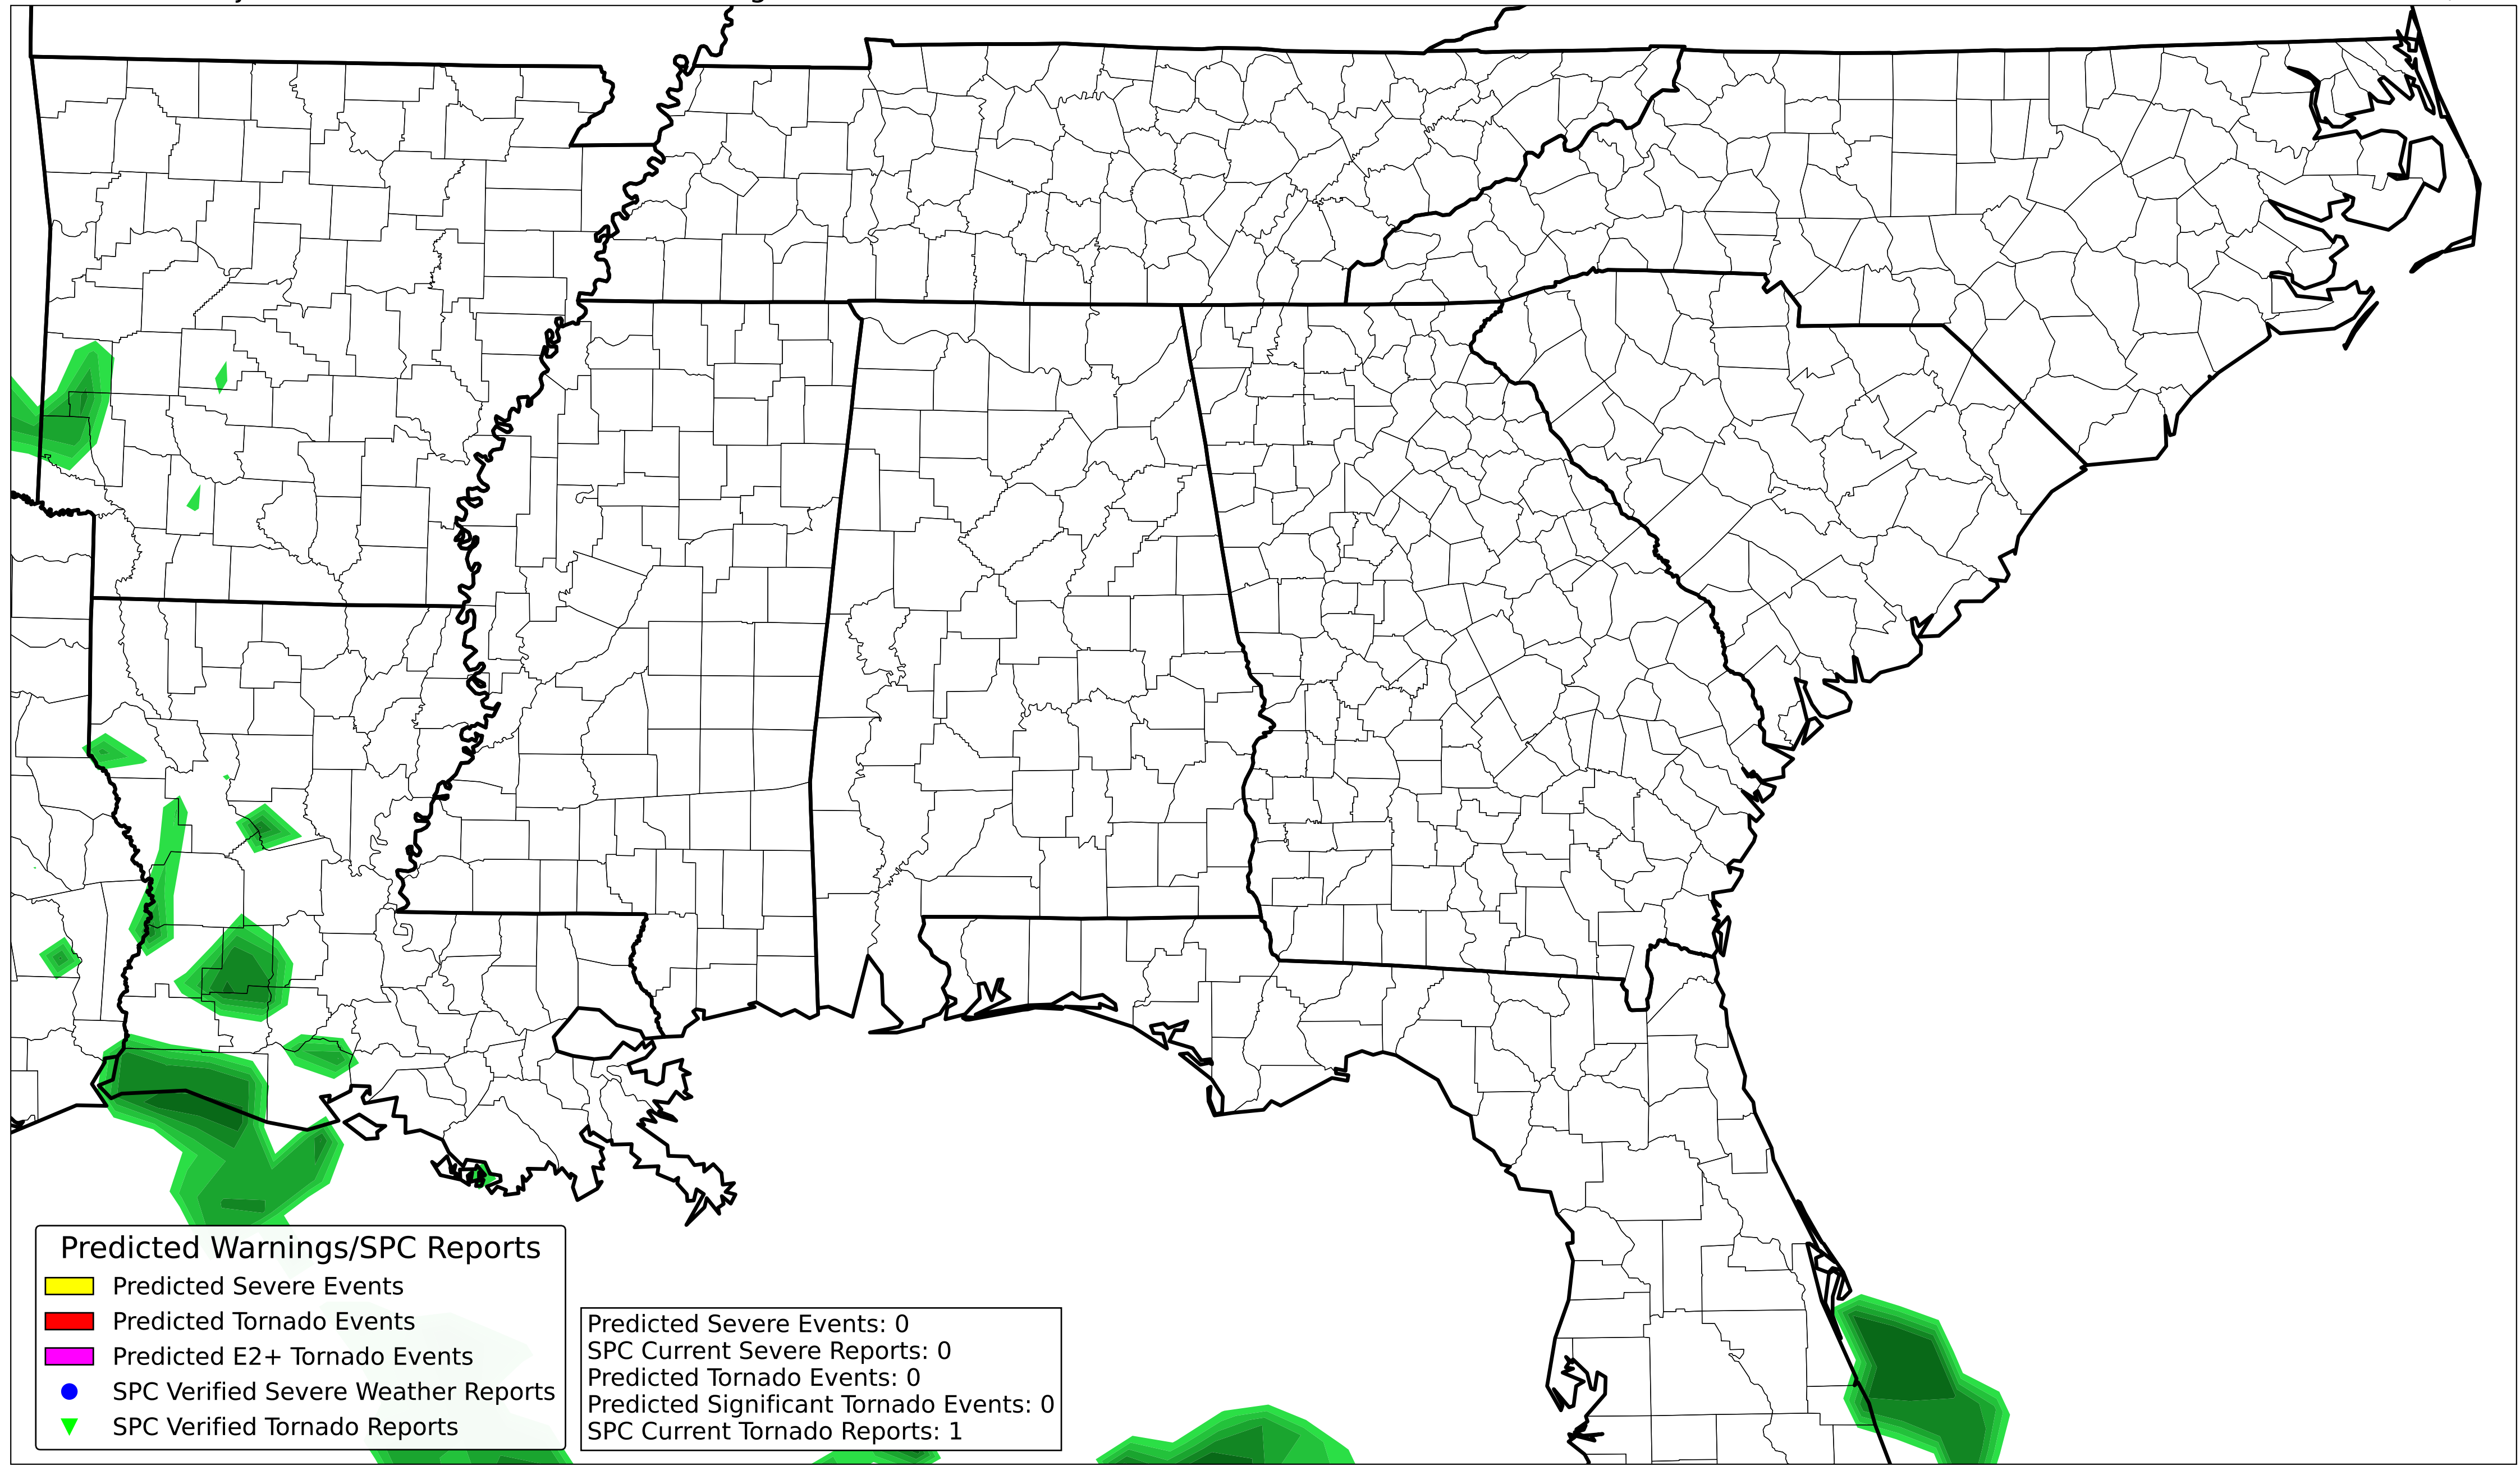 Predicted Warnings/SPC Reports
Predicted Severe Events
Predicted Tornado Events
Predicted E2+ Tornado Events
SPC Verified Severe Weather Reports
SPC Verified Tornado Reports
Predicted Severe Events: 0
SPC Current Severe Reports: 0
Predicted Tornado Events: 0
Predicted Significant Tornado Events: 0
SPC Current Tornado Reports: 1